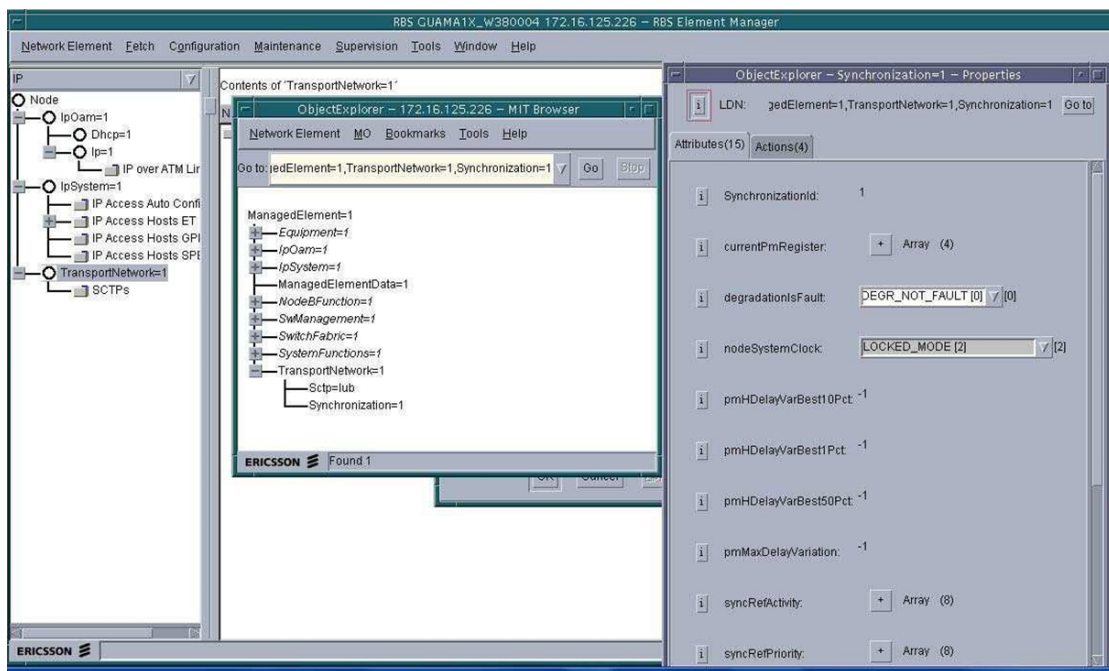 RBS GUAMA1X_W380004 172.16.125.226 – RBS Element Manager
Network Element Fetch Configuration Maintenance Supervision Tools Window Help
IP
Node
IpOam=1
Dhcp=1
Ip=1
IP over ATM Lir
IpSystem=1
IP Access Auto Confi
IP Access Hosts ET
IP Access Hosts GPI
IP Access Hosts SPE
TransportNetwork=1
SCTPs
ERICSSON
Contents of 'TransportNetwork=1'
N
ObjectExplorer – 172.16.125.226 – MIT Browser
Network Element MO Bookmarks Tools Help
Go to: gedElement=1,TransportNetwork=1,Synchronization=1 Go Stop
ManagedElement=1
Equipment=1
IpOam=1
IpSystem=1
ManagedElementData=1
NodeBFunction=1
SwManagement=1
SwitchFabric=1
SystemFunctions=1
TransportNetwork=1
Sctp=Iub
Synchronization=1
ERICSSON Found 1
OK Cancel
ObjectExplorer – Synchronization=1 – Properties
i LDN: gedElement=1,TransportNetwork=1,Synchronization=1 Go to
Attributes(15) Actions(4)
i SynchronizationId: 1
i currentPmRegister: + Array (4)
i degradationIsFault: DEGR_NOT_FAULT [0] [0]
i nodeSystemClock: LOCKED_MODE [2] [2]
i pmHDelayVarBest10Pct: -1
i pmHDelayVarBest1Pct: -1
i pmHDelayVarBest50Pct: -1
i pmMaxDelayVariation: -1
i syncRefActivity: + Array (8)
i syncRefPriority: + Array (8)